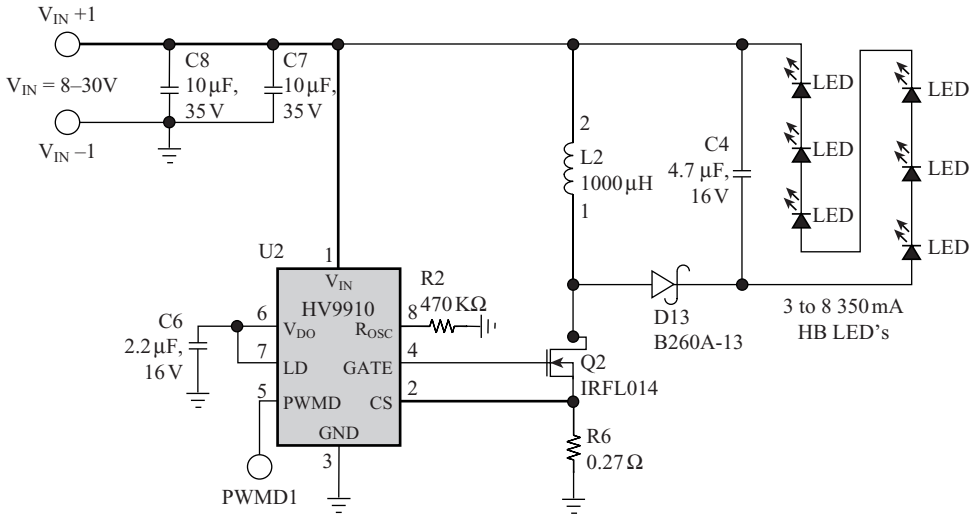 V_IN +1
V_IN = 8–30V
V_IN –1
C8
10 µF,
35 V
C7
10 µF,
35 V
2
L2
1000 µH
1
C4
4.7 µF,
16 V
LED
LED
LED
LED
LED
LED
3 to 8 350 mA
HB LED's
D13
B260A-13
U2
1
V_IN
HV9910
R2
470 KΩ
C6
2.2 µF,
16 V
6
V_DO
R_OSC
8
7
LD
GATE
4
5
PWMD
CS
2
GND
3
PWMD1
Q2
IRFL014
R6
0.27 Ω